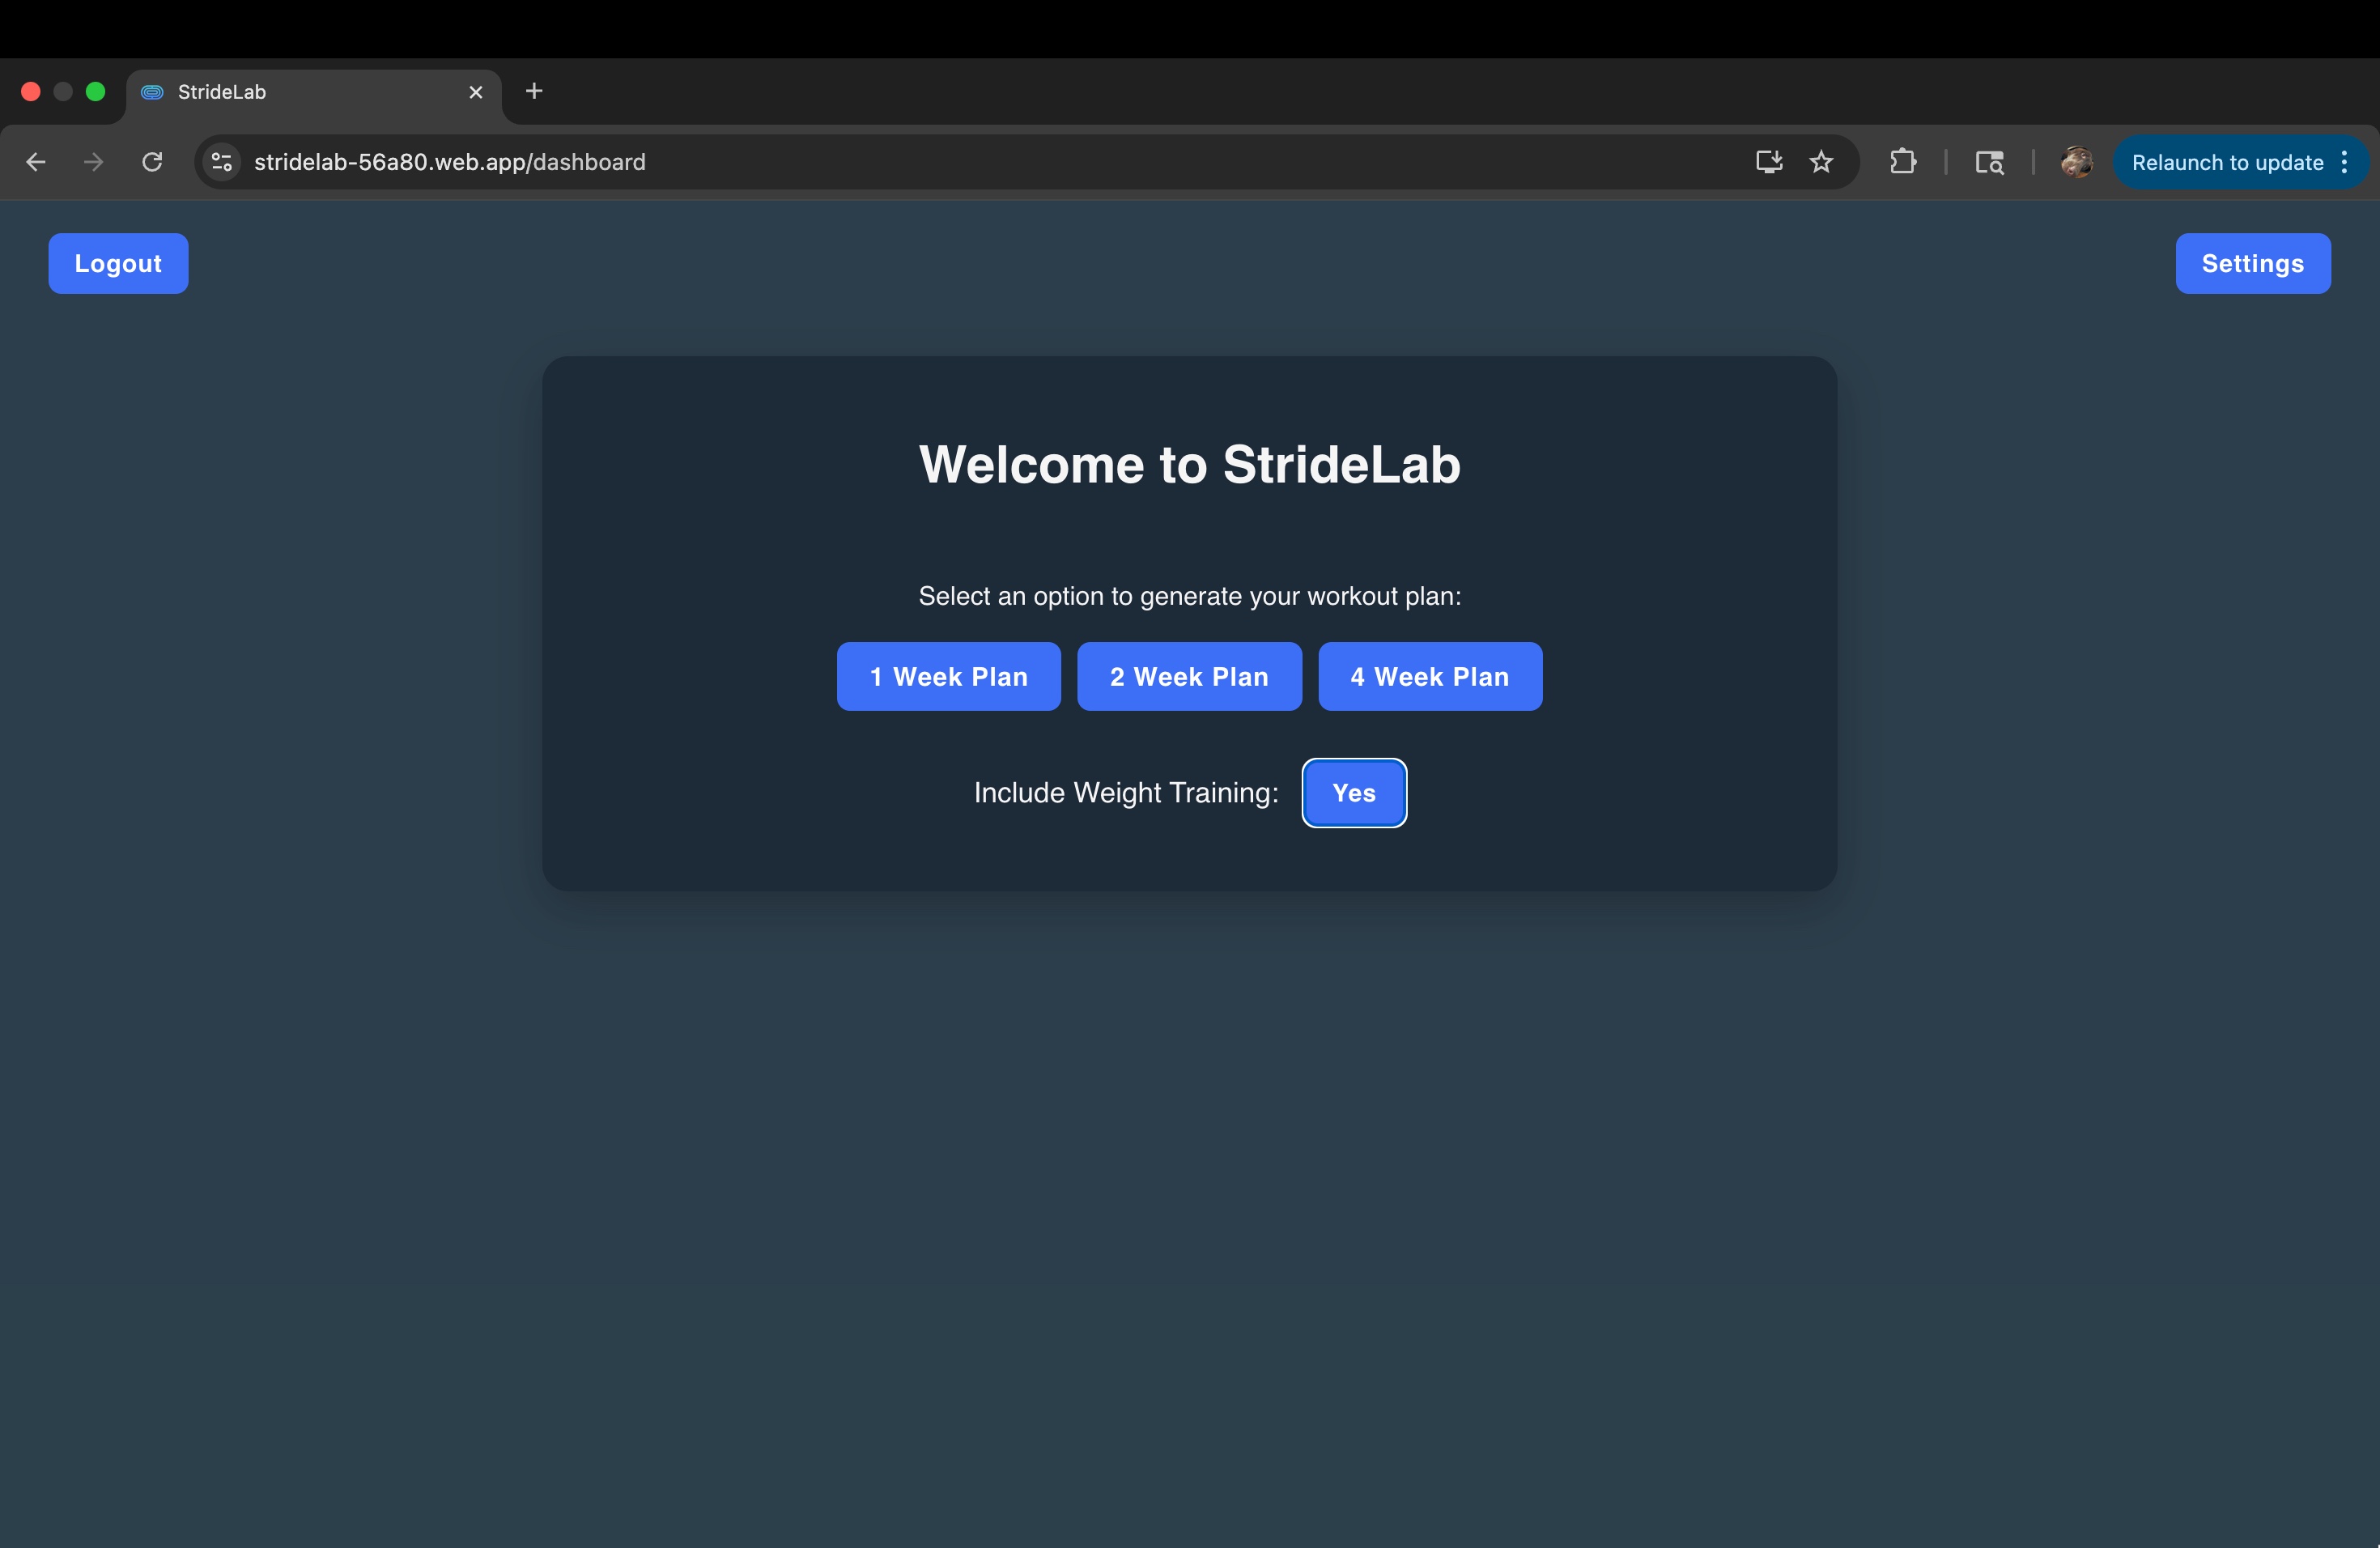 StrideLab
stridelab-56a80.web.app/dashboard
Relaunch to update
Logout
Settings
Welcome to StrideLab
Select an option to generate your workout plan:
1 Week Plan 2 Week Plan 4 Week Plan
Include Weight Training: Yes